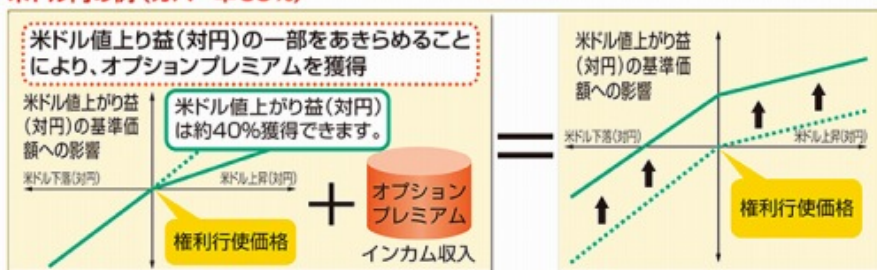 米ドル値上り益(対円)の一部をあきらめること
により、オプションプレミアムを獲得
米ドル値上がり益
(対円)の基準価
額への影響
米ドル値上がり益(対円)
は約40%獲得できます。
米ドル下落(対円)
米ドル上昇(対円)
権利行使価格
+
オプション
プレミアム
インカム収入
=
米ドル値上がり益
(対円)の基準価
額への影響
米ドル下落(対円)
米ドル上昇(対円)
権利行使価格